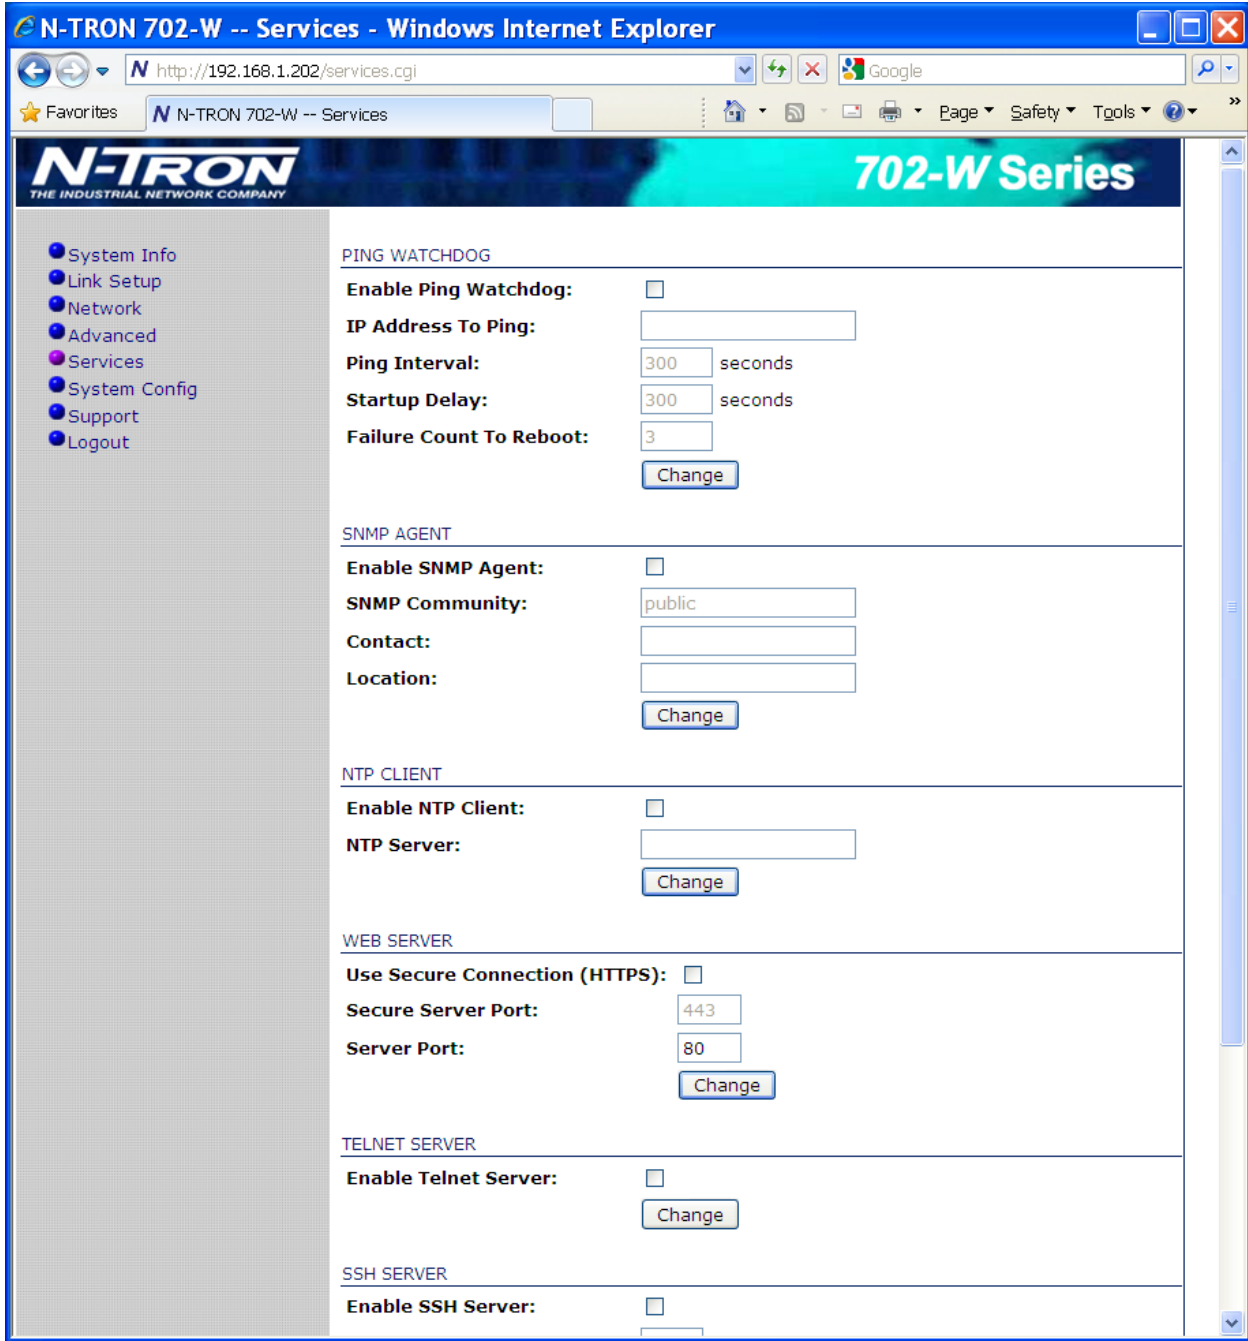 N-TRON 702-W -- Services - Windows Internet Explorer
http://192.168.1.202/services.cgi
Google
Favorites
N-TRON 702-W -- Services
Page
Safety
Tools
N-TRON
THE INDUSTRIAL NETWORK COMPANY
702-W Series
System Info
Link Setup
Network
Advanced
Services
System Config
Support
Logout
PING WATCHDOG
Enable Ping Watchdog:
IP Address To Ping:
Ping Interval: 300 seconds
Startup Delay: 300 seconds
Failure Count To Reboot: 3
Change
SNMP AGENT
Enable SNMP Agent:
SNMP Community: public
Contact:
Location:
Change
NTP CLIENT
Enable NTP Client:
NTP Server:
Change
WEB SERVER
Use Secure Connection (HTTPS):
Secure Server Port: 443
Server Port: 80
Change
TELNET SERVER
Enable Telnet Server:
Change
SSH SERVER
Enable SSH Server: